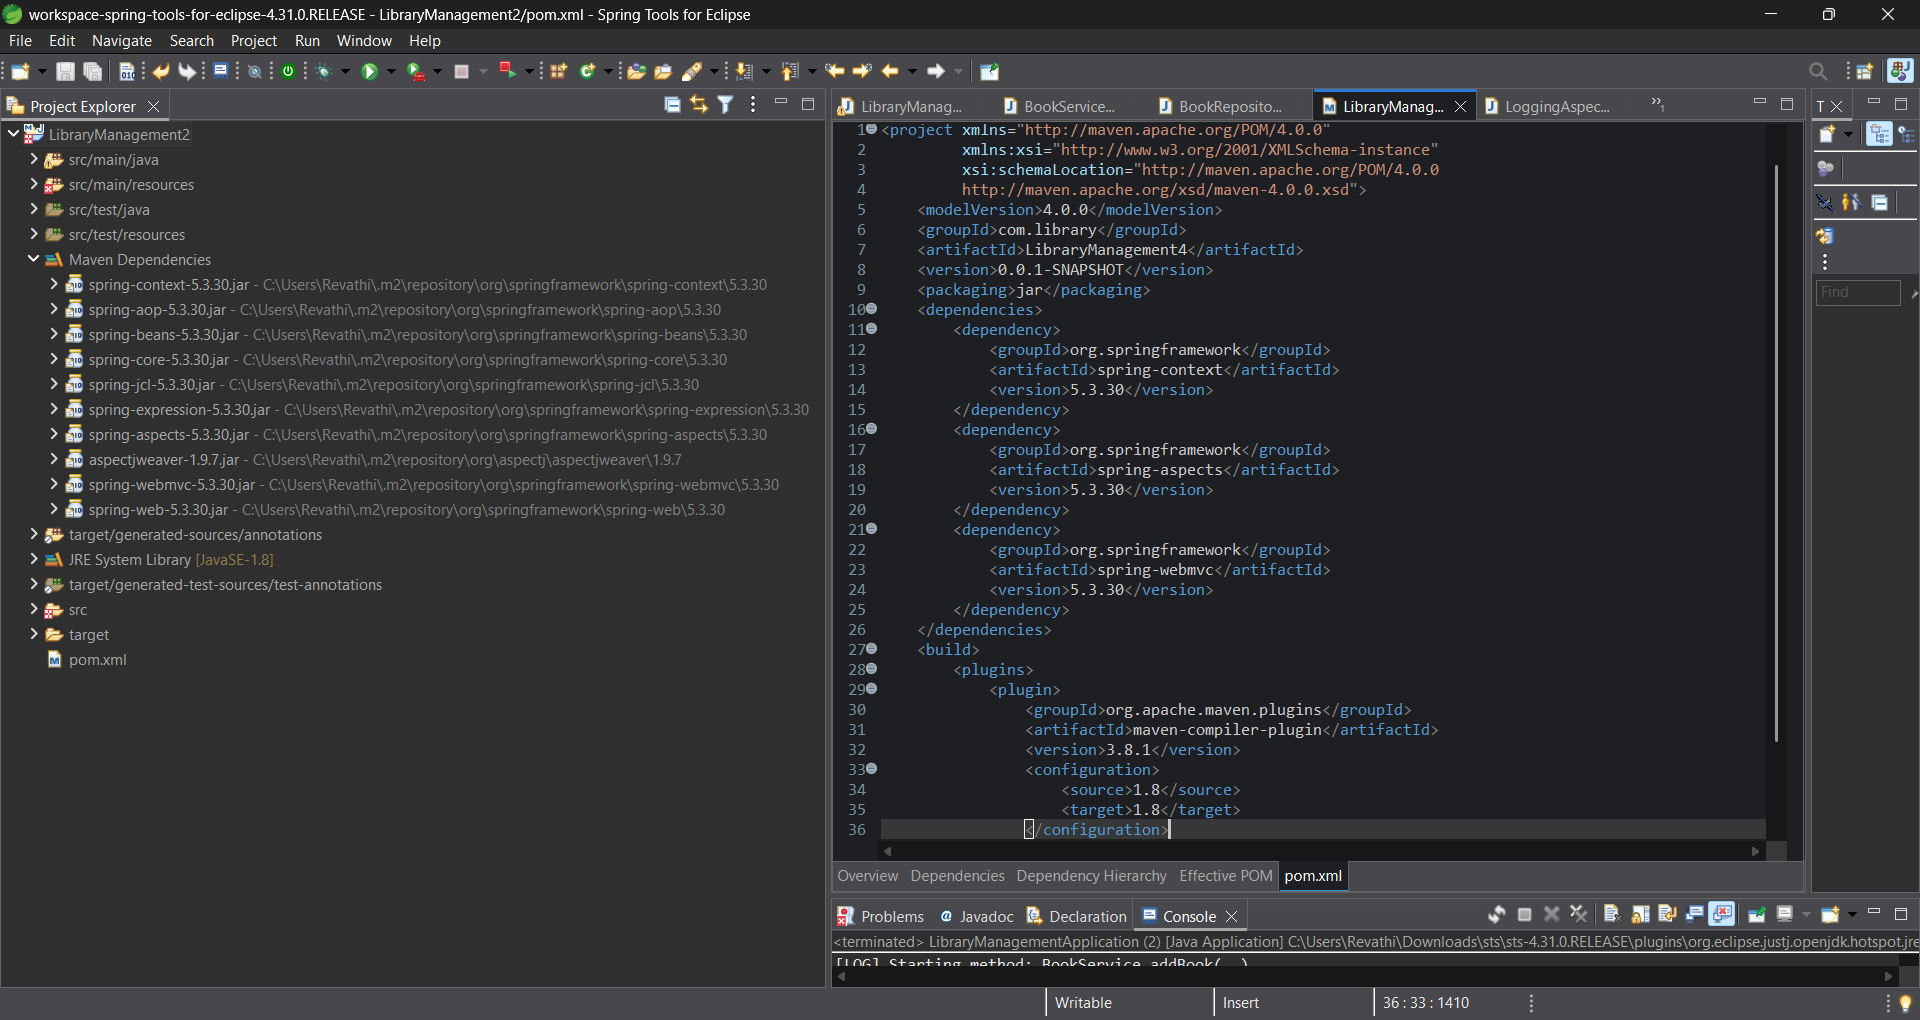 workspace-spring-tools-for-eclipse-4.31.0.RELEASE - LibraryManagement2/pom.xml - Spring Tools for Eclipse
File Edit Navigate Search Project Run Window Help
Project Explorer
LibraryManagement2
src/main/java
src/main/resources
src/test/java
src/test/resources
Maven Dependencies
spring-context-5.3.30.jar - C:\Users\Revathi\.m2\repository\org\springframework\spring-context\5.3.30
spring-aop-5.3.30.jar - C:\Users\Revathi\.m2\repository\org\springframework\spring-aop\5.3.30
spring-beans-5.3.30.jar - C:\Users\Revathi\.m2\repository\org\springframework\spring-beans\5.3.30
spring-core-5.3.30.jar - C:\Users\Revathi\.m2\repository\org\springframework\spring-core\5.3.30
spring-jcl-5.3.30.jar - C:\Users\Revathi\.m2\repository\org\springframework\spring-jcl\5.3.30
spring-expression-5.3.30.jar - C:\Users\Revathi\.m2\repository\org\springframework\spring-expression\5.3.30
spring-aspects-5.3.30.jar - C:\Users\Revathi\.m2\repository\org\springframework\spring-aspects\5.3.30
aspectjweaver-1.9.7.jar - C:\Users\Revathi\.m2\repository\org\aspectj\aspectjweaver\1.9.7
spring-webmvc-5.3.30.jar - C:\Users\Revathi\.m2\repository\org\springframework\spring-webmvc\5.3.30
spring-web-5.3.30.jar - C:\Users\Revathi\.m2\repository\org\springframework\spring-web\5.3.30
target/generated-sources/annotations
JRE System Library [JavaSE-1.8]
target/generated-test-sources/test-annotations
src
target
pom.xml
LibraryManag... BookService... BookReposito... LibraryManag... LoggingAspec... »1
1 <project xmlns="http://maven.apache.org/POM/4.0.0"
2 xmlns:xsi="http://www.w3.org/2001/XMLSchema-instance"
3 xsi:schemaLocation="http://maven.apache.org/POM/4.0.0
4 http://maven.apache.org/xsd/maven-4.0.0.xsd">
5 <modelVersion>4.0.0</modelVersion>
6 <groupId>com.library</groupId>
7 <artifactId>LibraryManagement4</artifactId>
8 <version>0.0.1-SNAPSHOT</version>
9 <packaging>jar</packaging>
10 <dependencies>
11 <dependency>
12 <groupId>org.springframework</groupId>
13 <artifactId>spring-context</artifactId>
14 <version>5.3.30</version>
15 </dependency>
16 <dependency>
17 <groupId>org.springframework</groupId>
18 <artifactId>spring-aspects</artifactId>
19 <version>5.3.30</version>
20 </dependency>
21 <dependency>
22 <groupId>org.springframework</groupId>
23 <artifactId>spring-webmvc</artifactId>
24 <version>5.3.30</version>
25 </dependency>
26 </dependencies>
27 <build>
28 <plugins>
29 <plugin>
30 <groupId>org.apache.maven.plugins</groupId>
31 <artifactId>maven-compiler-plugin</artifactId>
32 <version>3.8.1</version>
33 <configuration>
34 <source>1.8</source>
35 <target>1.8</target>
36 </configuration>
Overview Dependencies Dependency Hierarchy Effective POM pom.xml
T
Find
Problems Javadoc Declaration Console
<terminated> LibraryManagementApplication (2) [Java Application] C:\Users\Revathi\Downloads\sts\sts-4.31.0.RELEASE\plugins\org.eclipse.justj.openjdk.hotspot.jre
[LOG] Starting method: BookService.addBook(..)
Writable Insert 36 : 33 : 1410